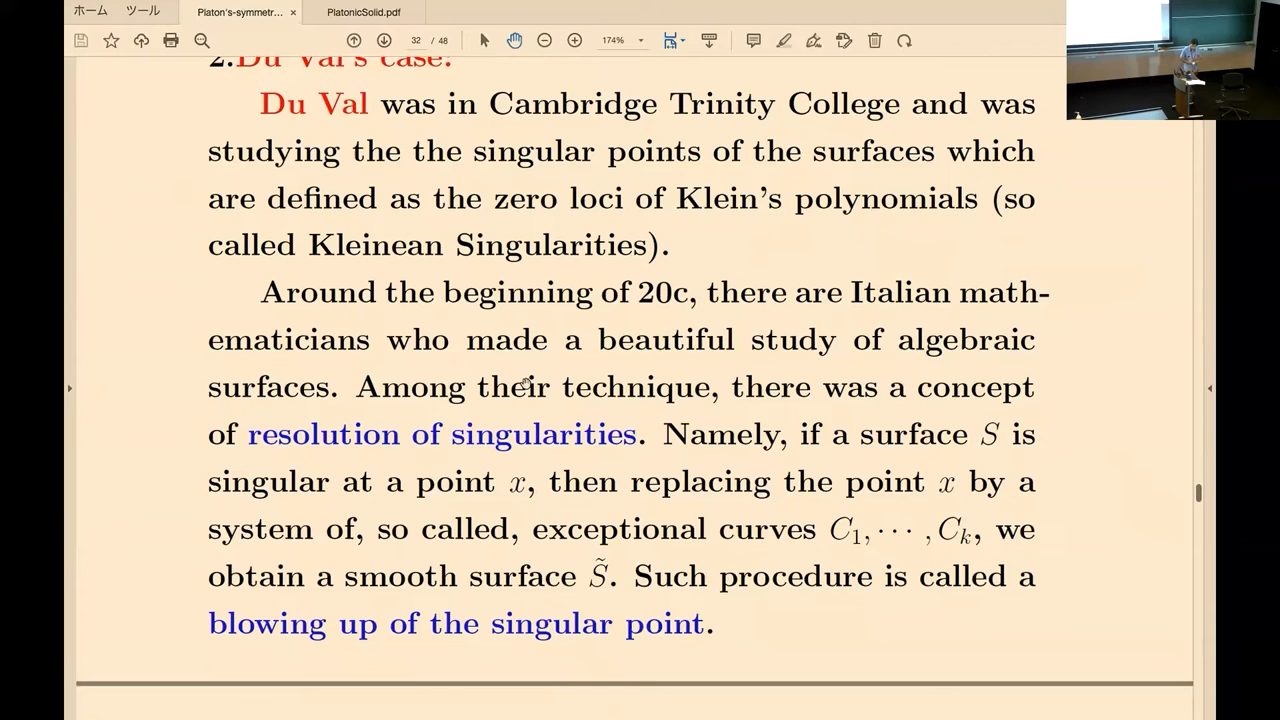 ホーム ツール Platon's-symmetr... × PlatonicSolid.pdf
32 / 48 174%
2.Du Val's case:
Du Val was in Cambridge Trinity College and was
studying the the singular points of the surfaces which
are defined as the zero loci of Klein's polynomials (so
called Kleinean Singularities).
Around the beginning of 20c, there are Italian math-
ematicians who made a beautiful study of algebraic
surfaces. Among their technique, there was a concept
of resolution of singularities. Namely, if a surface S is
singular at a point x, then replacing the point x by a
system of, so called, exceptional curves C₁, ⋯ , Cₖ, we
obtain a smooth surface S̃. Such procedure is called a
blowing up of the singular point.